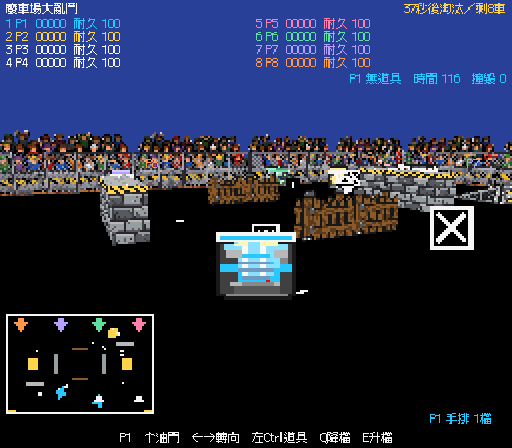 廢車場大亂鬥
37秒後淘汰／剩8車
1 P1 00000 耐久 100
2 P2 00000 耐久 100
3 P3 00000 耐久 100
4 P4 00000 耐久 100
5 P5 00000 耐久 100
6 P6 00000 耐久 100
7 P7 00000 耐久 100
8 P8 00000 耐久 100
P1 無道具 時間 116 撞毀 0
P1 手排 1檔
P1 ↑油門 ←→轉向 左Ctrl道具 Q降檔 E升檔